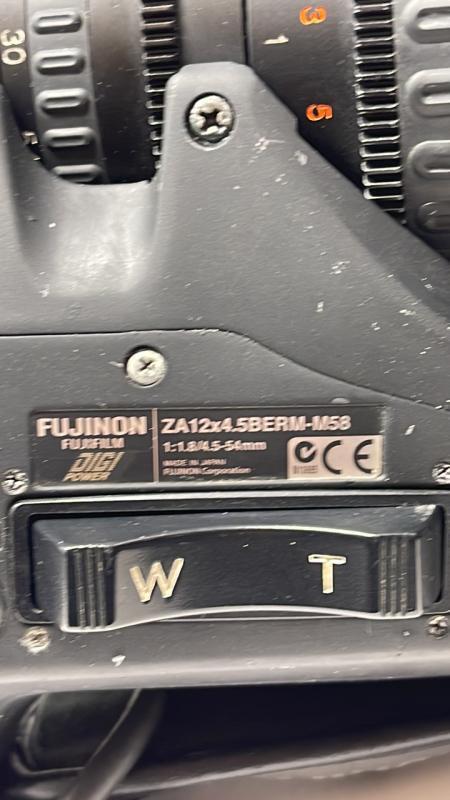 30
3
1
5
FUJINON
FUJIFILM
DIGI
POWER
ZA12x4.5BERM-M58
1:1.8/4.5-54mm
MADE IN JAPAN
FUJINON Corporation
CE
W T